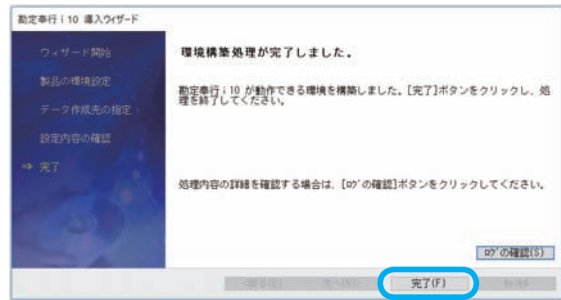 勘定奉行 i 10 導入ウィザード
ウィザード開始
製品の環境設定
データ作成先の指定
設定内容の確認
⇒ 完了
環境構築処理が完了しました。
勘定奉行 i 10 が動作できる環境を構築しました。[完了]ボタンをクリックし、処
理を終了してください。
処理内容の詳細を確認する場合は、[ﾛｸﾞの確認]ボタンをクリックしてください。
ﾛｸﾞの確認(S)
完了(F)